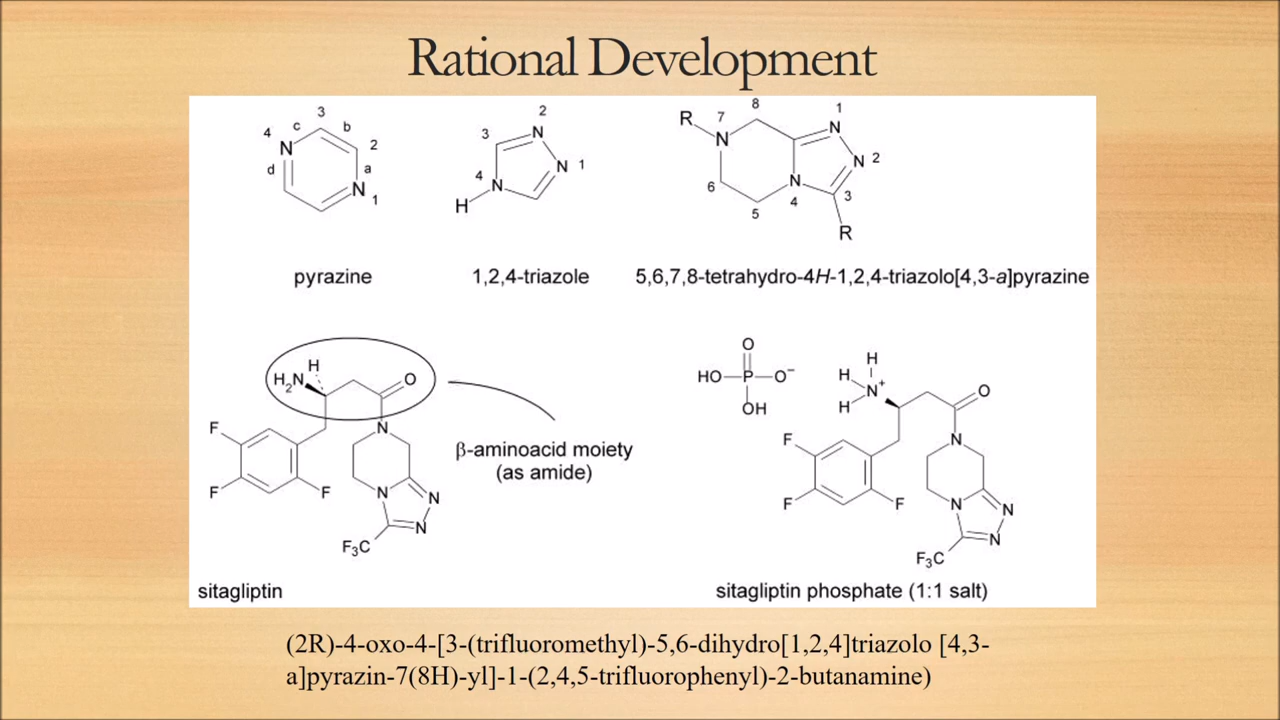 Rational Development
3
4 c b
N 2
d a
N 1
pyrazine
2
3 N
N 1
4
N
H
1,2,4-triazole
8 1
R 7 N
N N 2
6 N
5 4 3
R
5,6,7,8-tetrahydro-4H-1,2,4-triazolo[4,3-a]pyrazine
H
H2N O
F N
F F N N
N
F3C
sitagliptin
β-aminoacid moiety
(as amide)
O
HO P O−
OH
H
H N+ O
H
F N
F F N N
N
F3C
sitagliptin phosphate (1:1 salt)
(2R)-4-oxo-4-[3-(trifluoromethyl)-5,6-dihydro[1,2,4]triazolo [4,3-
a]pyrazin-7(8H)-yl]-1-(2,4,5-trifluorophenyl)-2-butanamine)